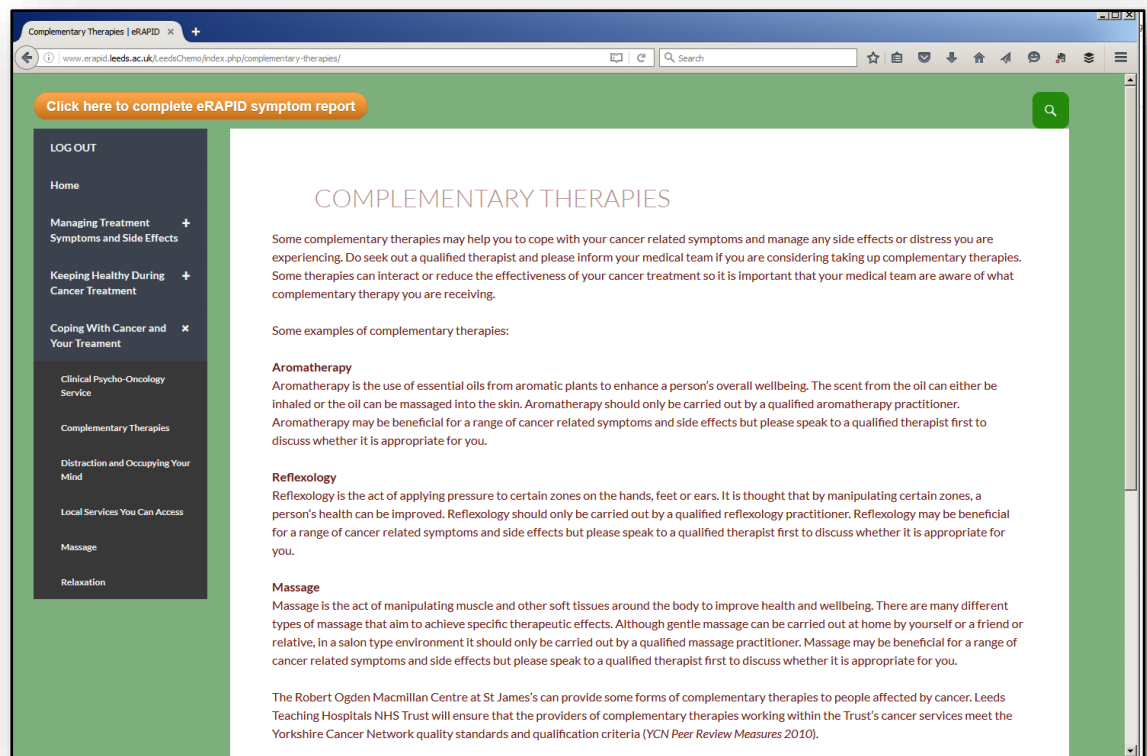 Complementary Therapies | eRAPID
www.erapid.leeds.ac.uk/LeedsChemo/index.php/complementary-therapies/
Search
Click here to complete eRAPID symptom report
LOG OUT
Home
Managing Treatment
Symptoms and Side Effects
Keeping Healthy During
Cancer Treatment
Coping With Cancer and
Your Treament
Clinical Psycho-Oncology
Service
Complementary Therapies
Distraction and Occupying Your
Mind
Local Services You Can Access
Massage
Relaxation
COMPLEMENTARY THERAPIES
Some complementary therapies may help you to cope with your cancer related symptoms and manage any side effects or distress you are
experiencing. Do seek out a qualified therapist and please inform your medical team if you are considering taking up complementary therapies.
Some therapies can interact or reduce the effectiveness of your cancer treatment so it is important that your medical team are aware of what
complementary therapy you are receiving.
Some examples of complementary therapies:
Aromatherapy
Aromatherapy is the use of essential oils from aromatic plants to enhance a person's overall wellbeing. The scent from the oil can either be
inhaled or the oil can be massaged into the skin. Aromatherapy should only be carried out by a qualified aromatherapy practitioner.
Aromatherapy may be beneficial for a range of cancer related symptoms and side effects but please speak to a qualified therapist first to
discuss whether it is appropriate for you.
Reflexology
Reflexology is the act of applying pressure to certain zones on the hands, feet or ears. It is thought that by manipulating certain zones, a
person's health can be improved. Reflexology should only be carried out by a qualified reflexology practitioner. Reflexology may be beneficial
for a range of cancer related symptoms and side effects but please speak to a qualified therapist first to discuss whether it is appropriate for
you.
Massage
Massage is the act of manipulating muscle and other soft tissues around the body to improve health and wellbeing. There are many different
types of massage that aim to achieve specific therapeutic effects. Although gentle massage can be carried out at home by yourself or a friend or
relative, in a salon type environment it should only be carried out by a qualified massage practitioner. Massage may be beneficial for a range of
cancer related symptoms and side effects but please speak to a qualified therapist first to discuss whether it is appropriate for you.
The Robert Ogden Macmillan Centre at St James's can provide some forms of complementary therapies to people affected by cancer. Leeds
Teaching Hospitals NHS Trust will ensure that the providers of complementary therapies working within the Trust's cancer services meet the
Yorkshire Cancer Network quality standards and qualification criteria (YCN Peer Review Measures 2010).